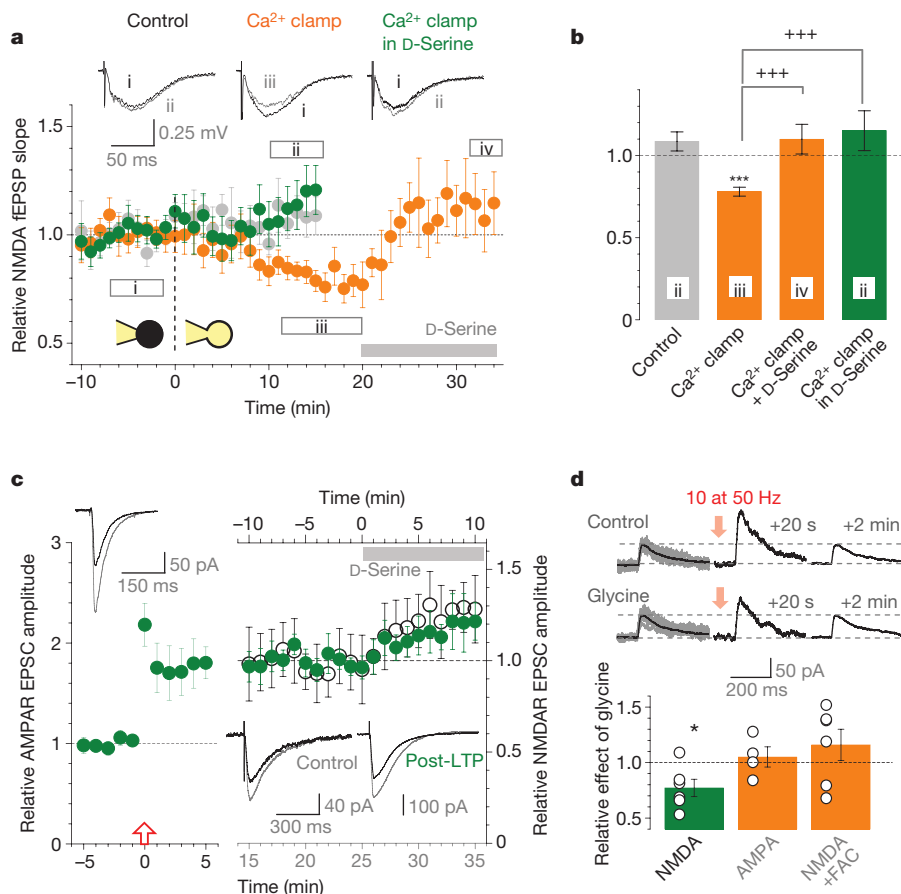 a
Control
Ca²⁺ clamp
Ca²⁺ clamp
in D-Serine
i
ii
iii
i
i
ii
0.25 mV
50 ms
Relative NMDA fEPSP slope
1.5
1.0
0.5
ii
iv
i
iii
D-Serine
−10
0
10
20
30
Time (min)
b
+++
+++
***
1.0
0.5
0
ii
iii
iv
ii
Control
Ca²⁺ clamp
Ca²⁺ clamp
+ D-Serine
Ca²⁺ clamp
in D-Serine
c
50 pA
150 ms
Relative AMPAR EPSC amplitude
3
2
1
0
−5
0
5
Time (min)
−10
−5
0
5
10
D-Serine
Relative NMDAR EPSC amplitude
1.5
1.0
0.5
0
Control
Post-LTP
40 pA
300 ms
100 pA
15
20
25
30
35
Time (min)
d
10 at 50 Hz
Control
+20 s
+2 min
Glycine
+20 s
+2 min
50 pA
200 ms
Relative effect of glycine
1.5
1.0
0.5
*
NMDA
AMPA
NMDA
+FAC